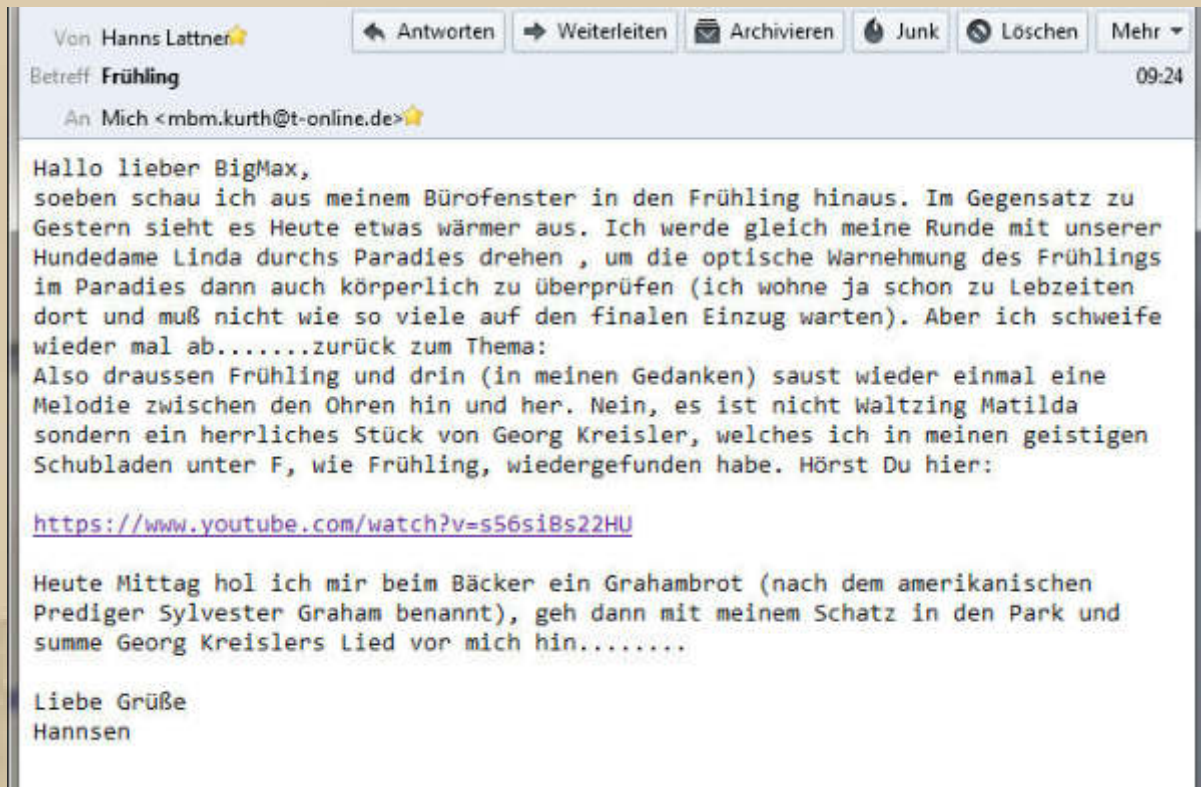 Von Hanns Lattner Antworten Weiterleiten Archivieren Junk Löschen Mehr
Betreff Frühling 09:24
An Mich <mbm.kurth@t-online.de>
Hallo lieber BigMax,
soeben schau ich aus meinem Bürofenster in den Frühling hinaus. Im Gegensatz zu
Gestern sieht es Heute etwas wärmer aus. Ich werde gleich meine Runde mit unserer
Hundedame Linda durchs Paradies drehen , um die optische Warnehmung des Frühlings
im Paradies dann auch körperlich zu überprüfen (ich wohne ja schon zu Lebzeiten
dort und muß nicht wie so viele auf den finalen Einzug warten). Aber ich schweife
wieder mal ab.......zurück zum Thema:
Also draussen Frühling und drin (in meinen Gedanken) saust wieder einmal eine
Melodie zwischen den Ohren hin und her. Nein, es ist nicht Waltzing Matilda
sondern ein herrliches Stück von Georg Kreisler, welches ich in meinen geistigen
Schubladen unter F, wie Frühling, wiedergefunden habe. Hörst Du hier:
https://www.youtube.com/watch?v=s56siBs22HU
Heute Mittag hol ich mir beim Bäcker ein Grahambrot (nach dem amerikanischen
Prediger Sylvester Graham benannt), geh dann mit meinem Schatz in den Park und
summe Georg Kreislers Lied vor mich hin........
Liebe Grüße
Hannsen